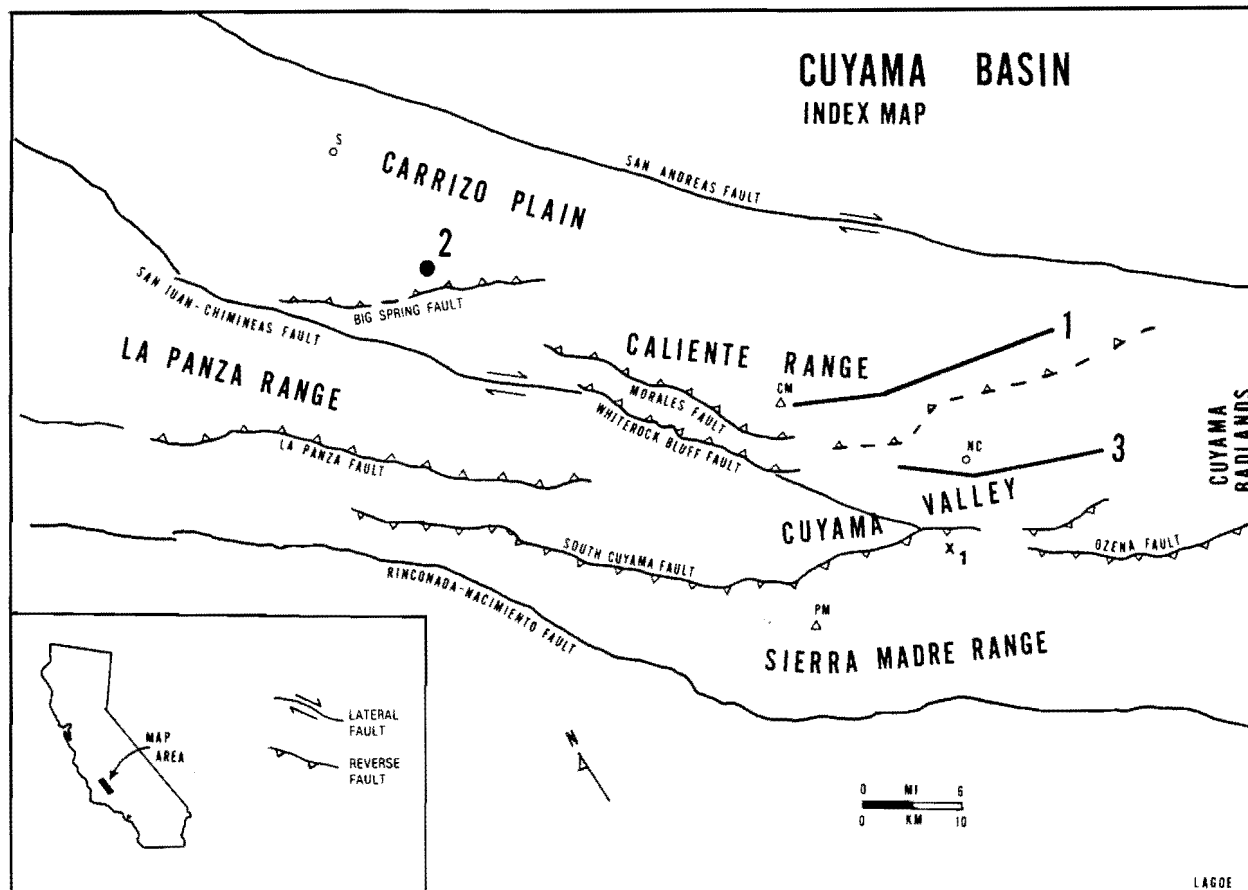 CUYAMA BASIN
INDEX MAP
S
CARRIZO PLAIN
SAN ANDREAS FAULT
2
SAN JUAN-CHIMINEAS FAULT
BIG SPRING FAULT
1
LA PANZA RANGE
CALIENTE RANGE
CM
MORALES FAULT
WHITEROCK BLUFF FAULT
LA PANZA FAULT
NC
3
CUYAMA
BADLANDS
CUYAMA VALLEY
SOUTH CUYAMA FAULT
X 1
OZENA FAULT
RINCONADA-NACIMIENTO FAULT
PM
SIERRA MADRE RANGE
MAP
AREA
LATERAL
FAULT
REVERSE
FAULT
N
0 MI 6
0 KM 10
LAGOE